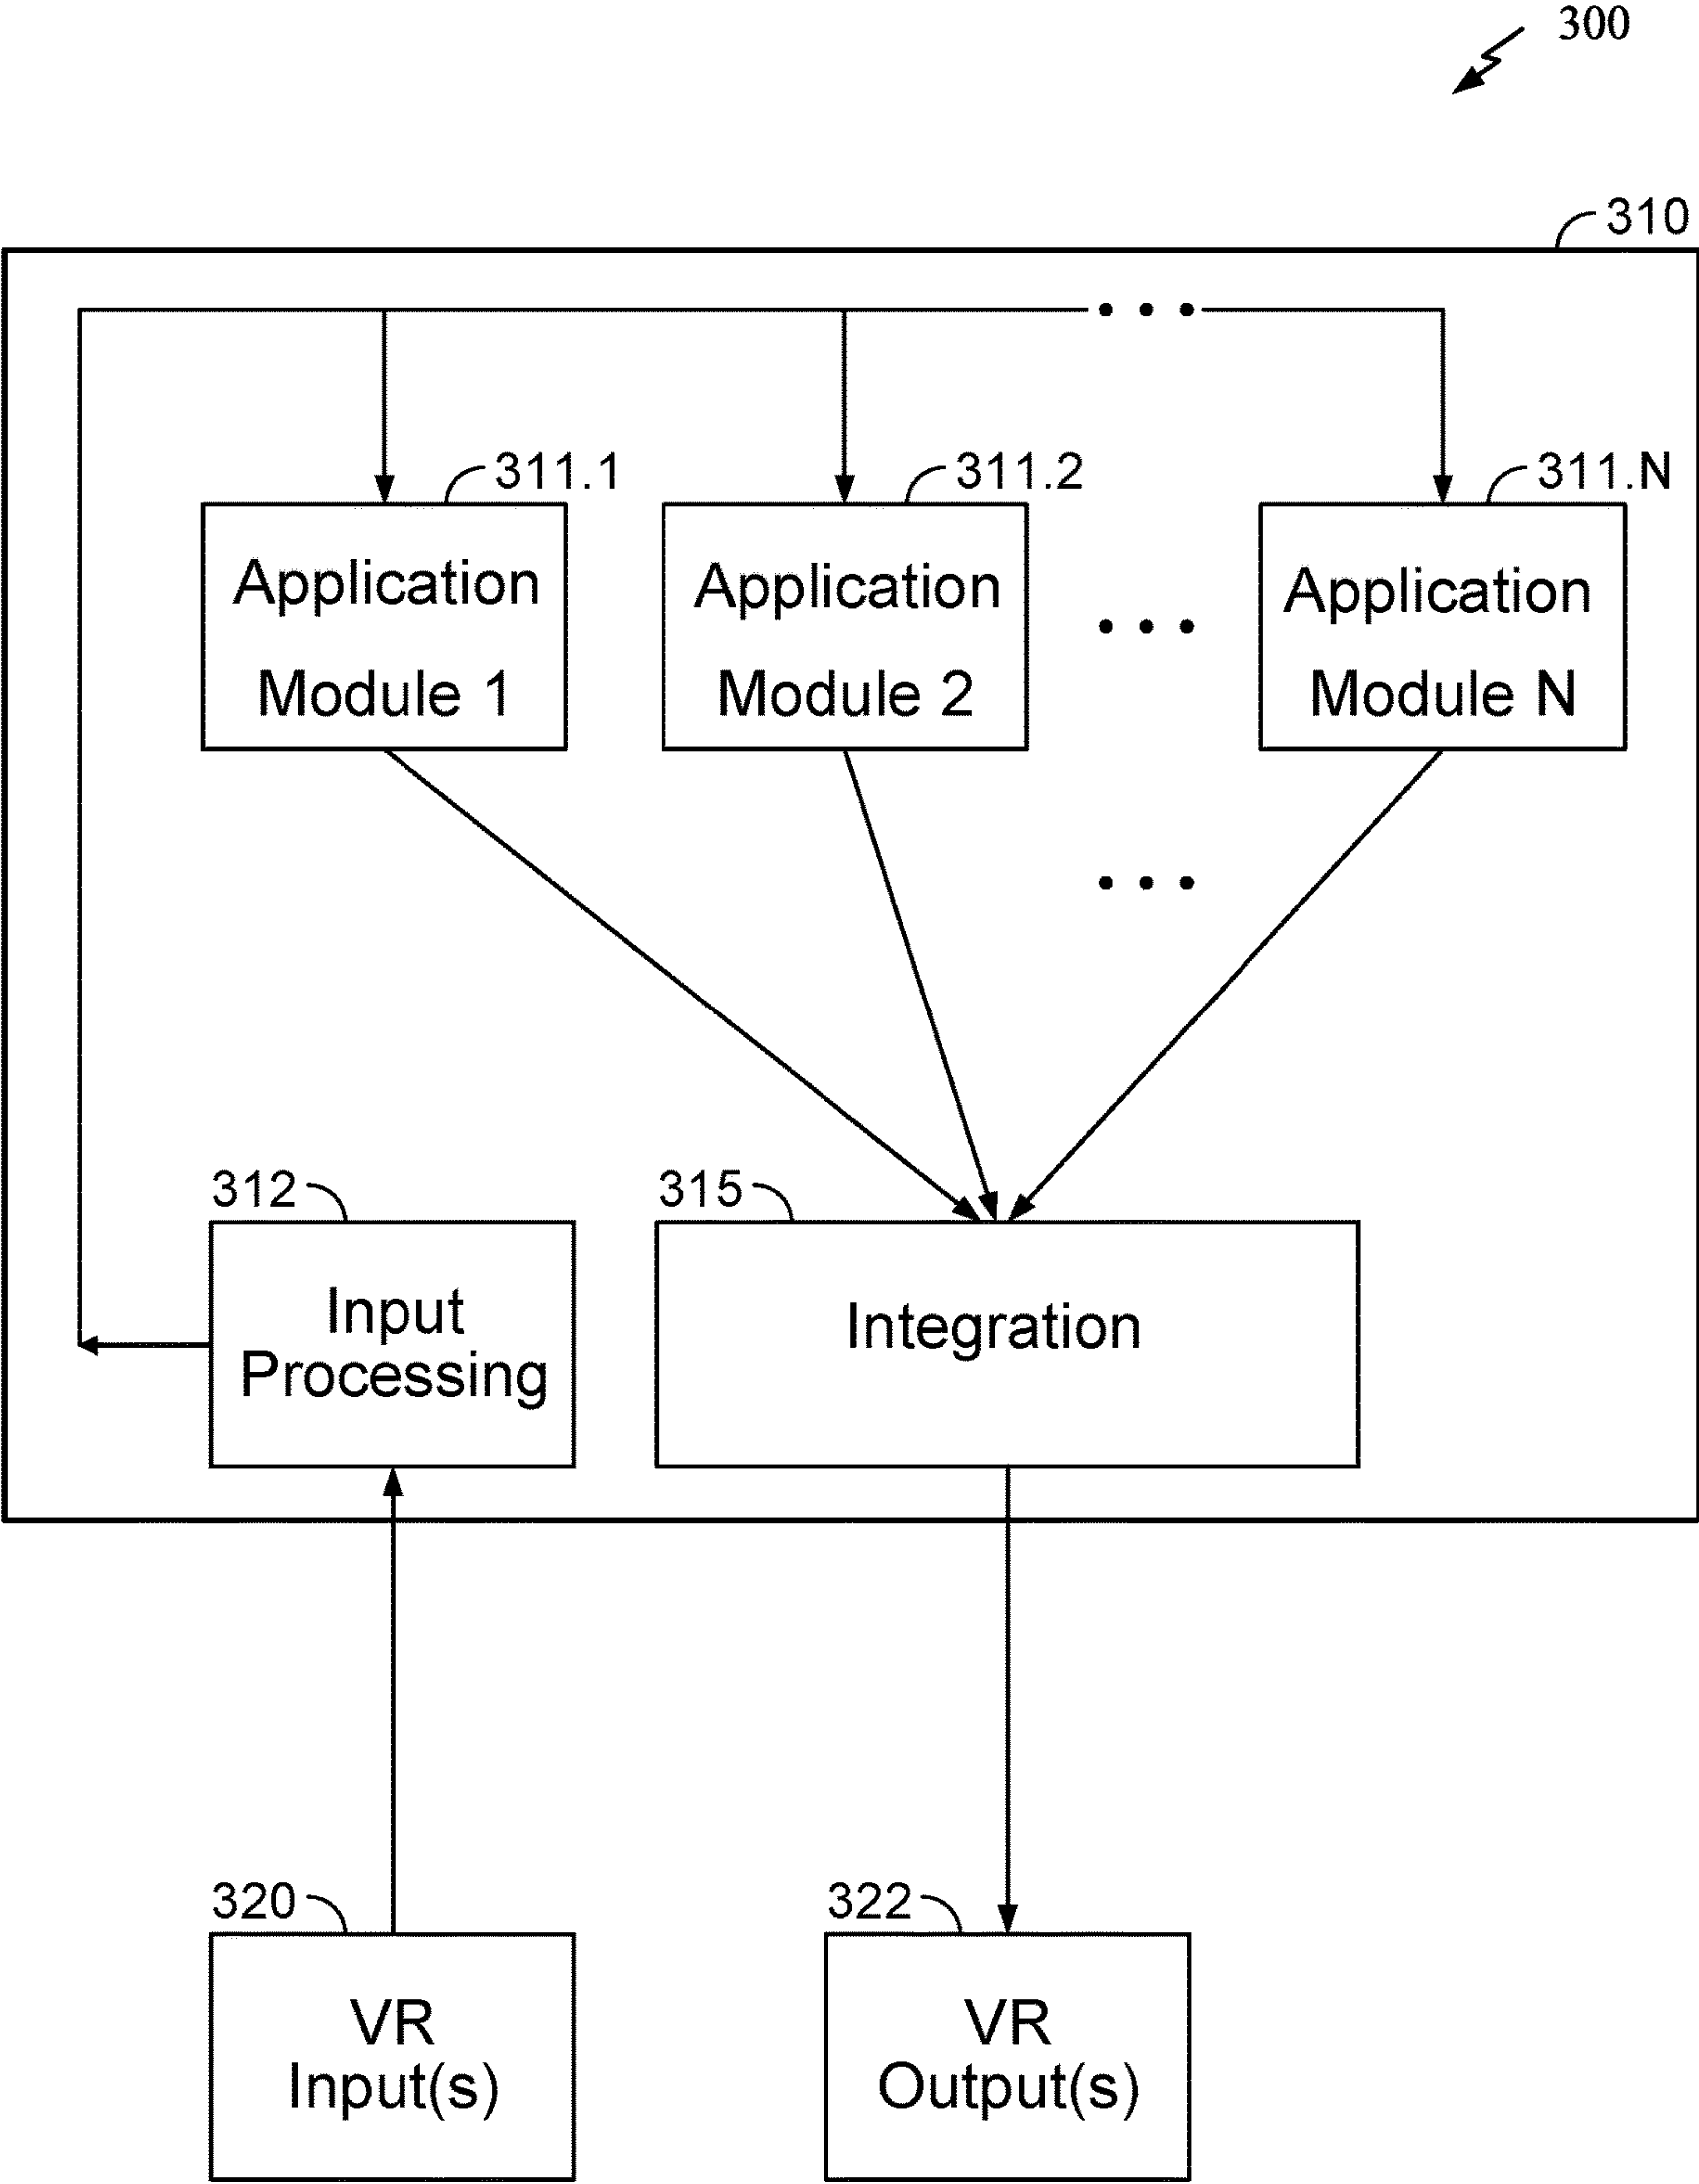 300
310
311.1
311.2
311.N
Application
Module 1
Application
Module 2
Application
Module N
312
315
Input
Processing
Integration
320
322
VR
Input(s)
VR
Output(s)